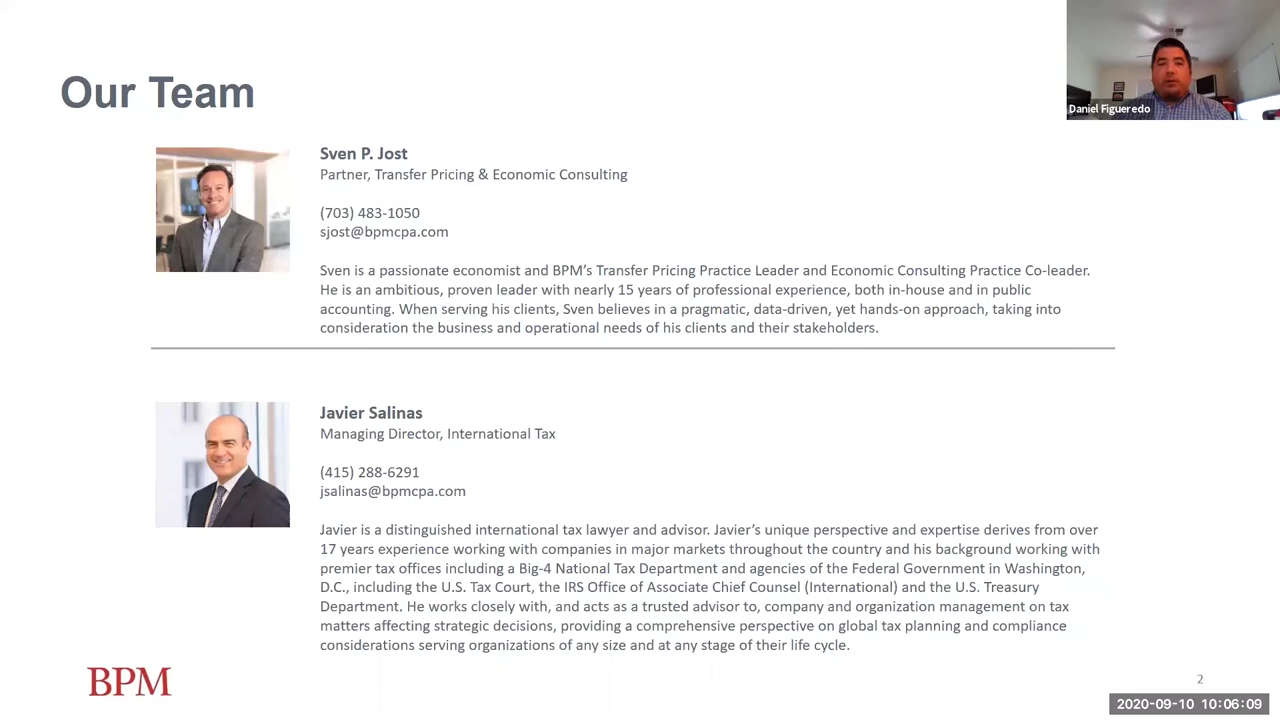 Our Team
Daniel Figueredo
Sven P. Jost
Partner, Transfer Pricing & Economic Consulting
(703) 483-1050
sjost@bpmcpa.com
Sven is a passionate economist and BPM’s Transfer Pricing Practice Leader and Economic Consulting Practice Co-leader.
He is an ambitious, proven leader with nearly 15 years of professional experience, both in-house and in public
accounting. When serving his clients, Sven believes in a pragmatic, data-driven, yet hands-on approach, taking into
consideration the business and operational needs of his clients and their stakeholders.
Javier Salinas
Managing Director, International Tax
(415) 288-6291
jsalinas@bpmcpa.com
Javier is a distinguished international tax lawyer and advisor. Javier’s unique perspective and expertise derives from over
17 years experience working with companies in major markets throughout the country and his background working with
premier tax offices including a Big-4 National Tax Department and agencies of the Federal Government in Washington,
D.C., including the U.S. Tax Court, the IRS Office of Associate Chief Counsel (International) and the U.S. Treasury
Department. He works closely with, and acts as a trusted advisor to, company and organization management on tax
matters affecting strategic decisions, providing a comprehensive perspective on global tax planning and compliance
considerations serving organizations of any size and at any stage of their life cycle.
BPM
2
2020-09-10 10:06:09